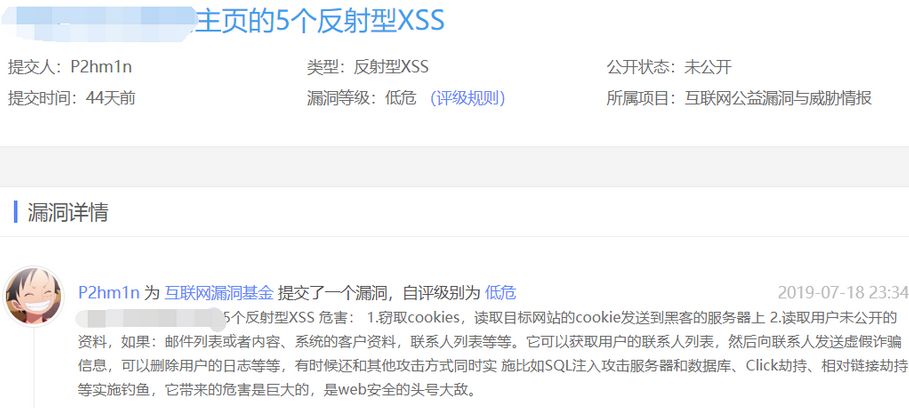 主页的5个反射型XSS
提交人：P2hm1n 类型：反射型XSS 公开状态：未公开
提交时间：44天前 漏洞等级：低危 （评级规则） 所属项目：互联网公益漏洞与威胁情报
漏洞详情
P2hm1n 为 互联网漏洞基金 提交了一个漏洞，自评级别为 低危 2019-07-18 23:34
5个反射型XSS 危害： 1.窃取cookies，读取目标网站的cookie发送到黑客的服务器上 2.读取用户未公开的
资料，如果：邮件列表或者内容、系统的客户资料，联系人列表等等。它可以获取用户的联系人列表，然后向联系人发送虚假诈骗
信息，可以删除用户的日志等等，有时候还和其他攻击方式同时实 施比如SQL注入攻击服务器和数据库、Click劫持、相对链接劫持
等实施钓鱼，它带来的危害是巨大的，是web安全的头号大敌。